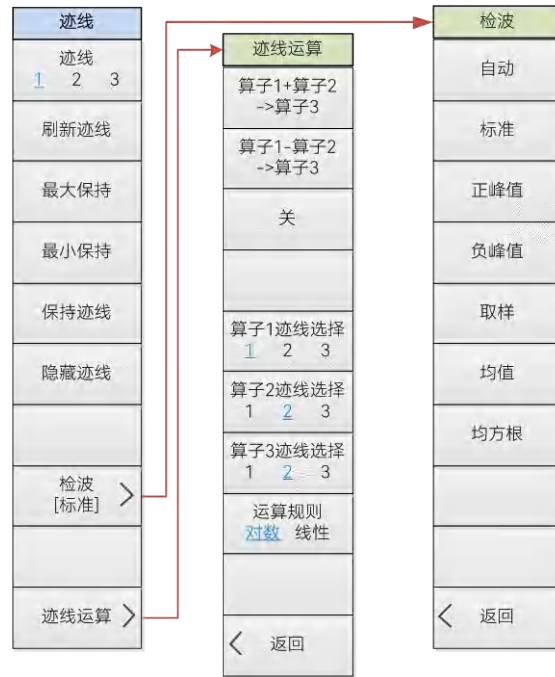 迹线
迹线
1 2 3
刷新迹线
最大保持
最小保持
保持迹线
隐藏迹线
检波
[标准]
迹线运算
迹线运算
算子1+算子2
->算子3
算子1-算子2
->算子3
关
算子1迹线选择
1 2 3
算子2迹线选择
1 2 3
算子3迹线选择
1 2 3
运算规则
对数 线性
返回
检波
自动
标准
正峰值
负峰值
取样
均值
均方根
返回